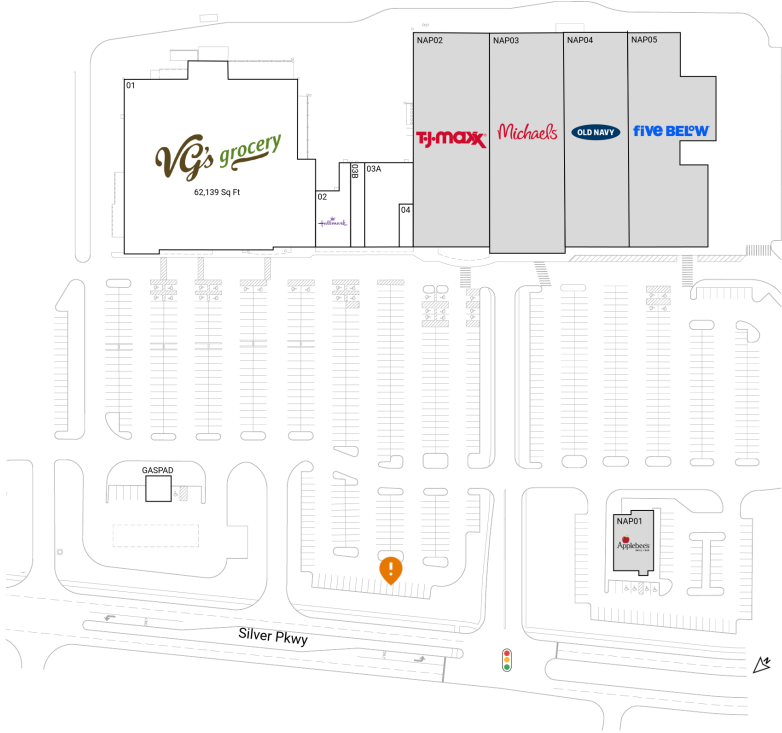 NAP02
NAP03
NAP04
NAP05
01
VG's grocery
62,139 Sq Ft
T·J·maxx
Michaels
OLD NAVY
five BELOW
03B
03A
02
Hallmark
04
GASPAD
NAP01
Applebee's
Silver Pkwy
N